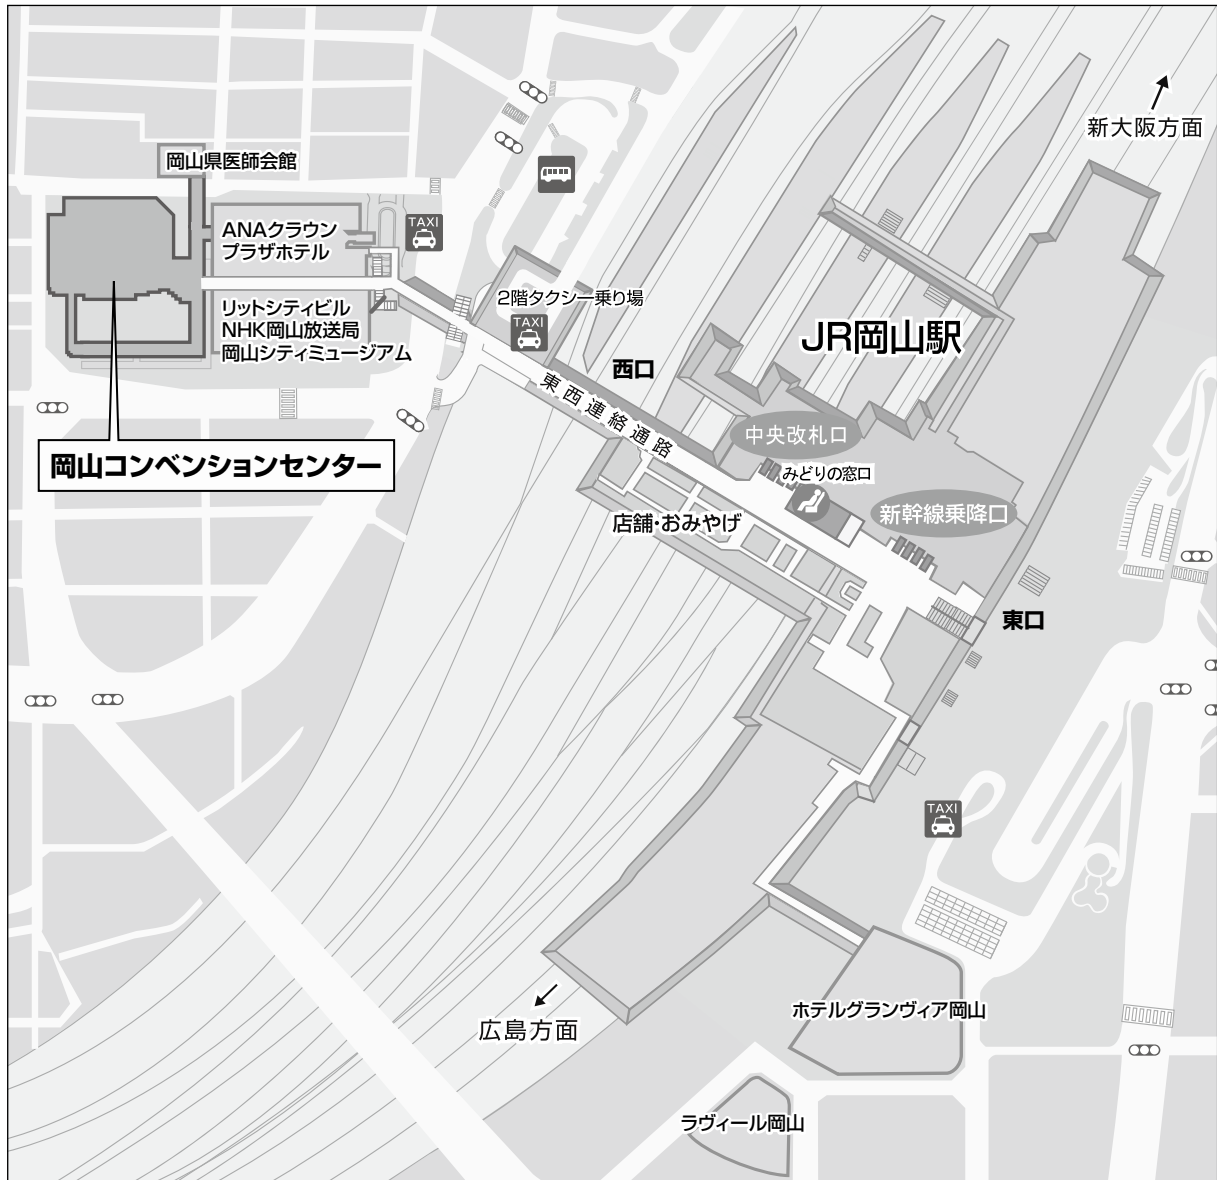 新大阪方面
岡山県医師会館
TAXI
ANAクラウン
プラザホテル
2階タクシー乗り場
TAXI
リットシティビル
NHK岡山放送局
岡山シティミュージアム
JR岡山駅
西口
東西連絡通路
中央改札口
岡山コンベンションセンター
みどりの窓口
新幹線乗降口
店舗・おみやげ
東口
TAXI
ホテルグランヴィア岡山
広島方面
ラヴィール岡山